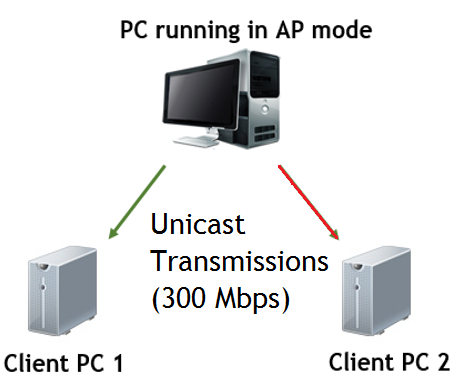 PC running in AP mode
Unicast
Transmissions
(300 Mbps)
Client PC 1
Client PC 2